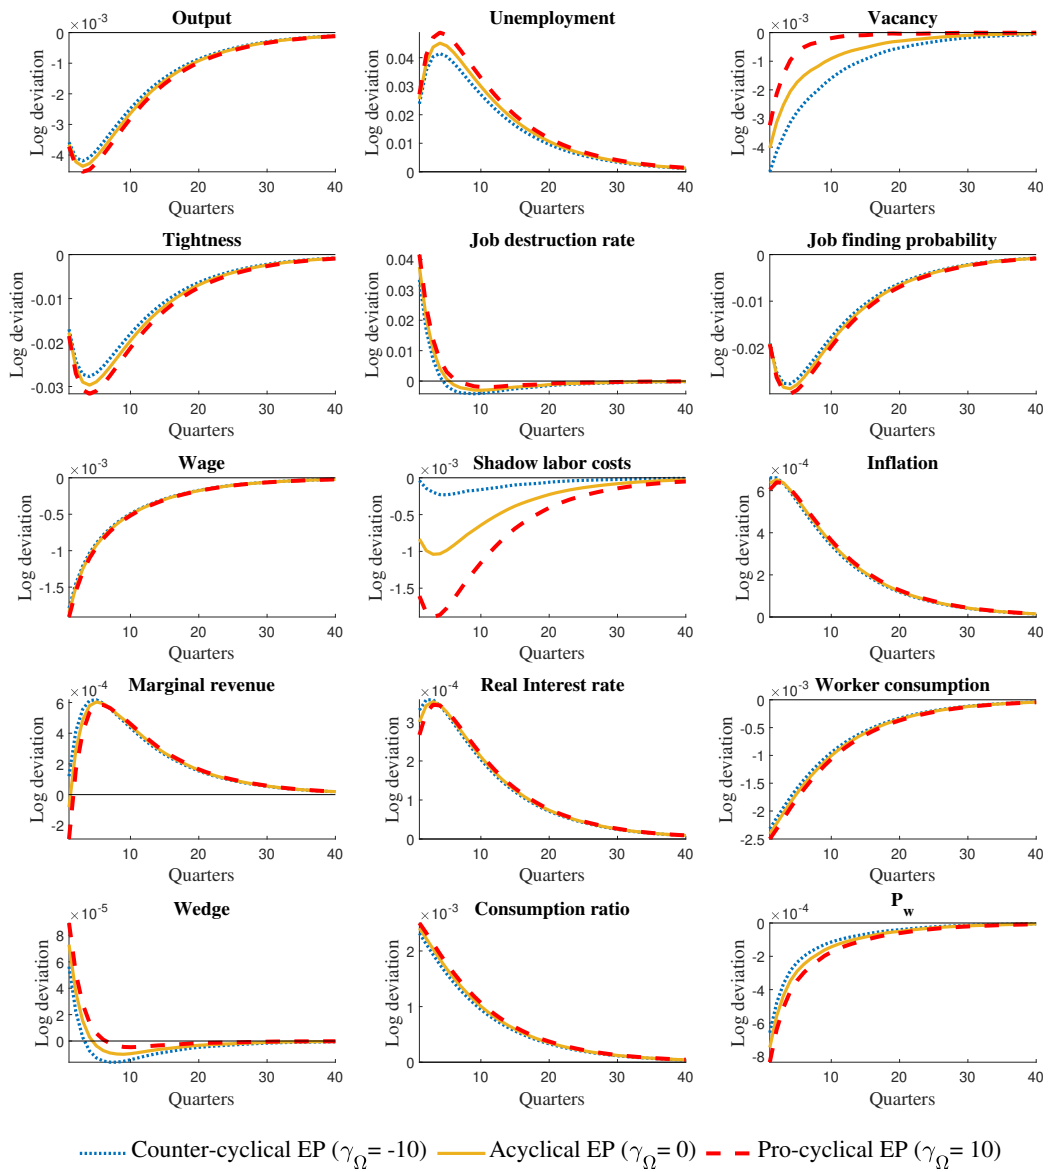 Output
×10⁻³
0
-1
-2
-3
-4
Log deviation
10 20 30 40
Quarters
Unemployment
0.04
0.03
0.02
0.01
0
Log deviation
10 20 30 40
Quarters
Vacancy
×10⁻³
0
-1
-2
-3
-4
Log deviation
10 20 30 40
Quarters
Tightness
0
-0.01
-0.02
-0.03
Log deviation
10 20 30 40
Quarters
Job destruction rate
0.04
0.03
0.02
0.01
0
Log deviation
10 20 30 40
Quarters
Job finding probability
0
-0.01
-0.02
Log deviation
10 20 30 40
Quarters
Wage
×10⁻³
0
-0.5
-1
-1.5
Log deviation
10 20 30 40
Quarters
Shadow labor costs
×10⁻³
0
-0.5
-1
-1.5
Log deviation
10 20 30 40
Quarters
Inflation
×10⁻⁴
6
4
2
0
Log deviation
10 20 30 40
Quarters
Marginal revenue
×10⁻⁴
6
4
2
0
-2
Log deviation
10 20 30 40
Quarters
Real Interest rate
×10⁻⁴
3
2
1
0
Log deviation
10 20 30 40
Quarters
Worker consumption
×10⁻³
0
-0.5
-1
-1.5
-2
-2.5
Log deviation
10 20 30 40
Quarters
Wedge
×10⁻⁵
8
6
4
2
0
Log deviation
10 20 30 40
Quarters
Consumption ratio
×10⁻³
2
1
0
Log deviation
10 20 30 40
Quarters
P_w
×10⁻⁴
0
-2
-4
-6
-8
Log deviation
10 20 30 40
Quarters
Counter-cyclical EP (γ_Ω= -10) Acyclical EP (γ_Ω= 0) Pro-cyclical EP (γ_Ω= 10)